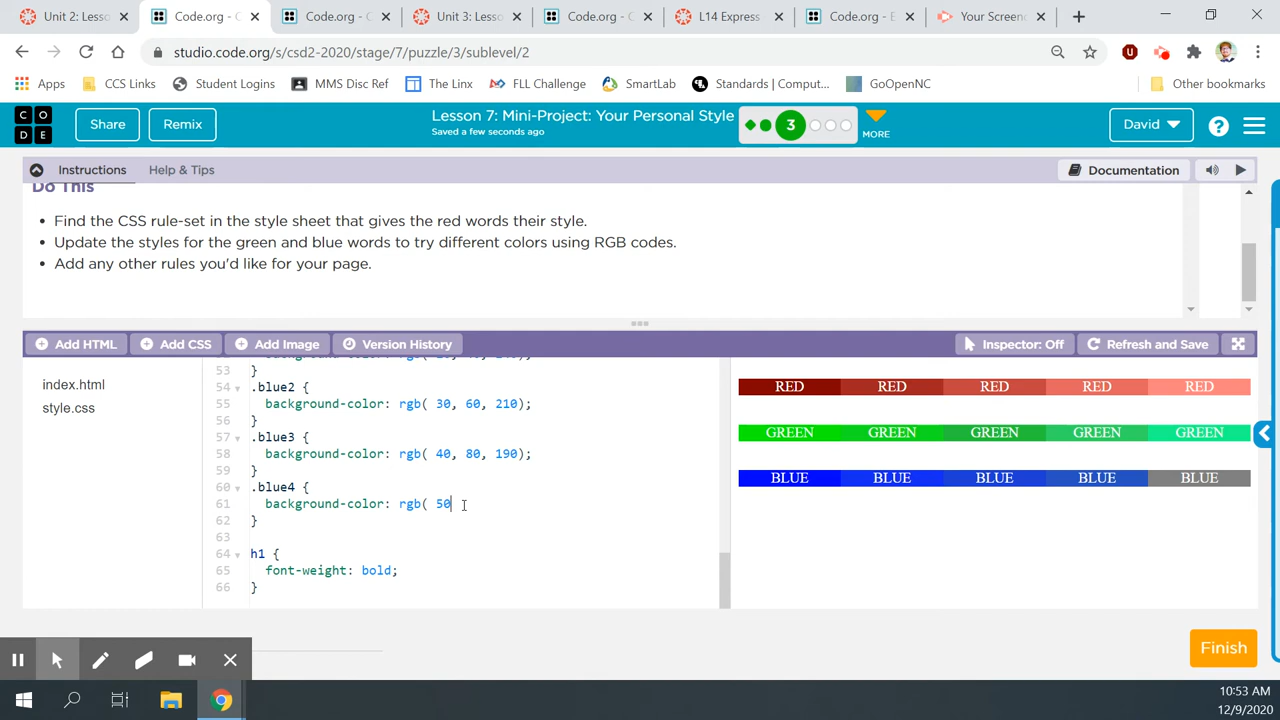 Unit 2: Lesso
Code.org - C
Code.org - C
Unit 3: Lesso
Code.org - C
L14 Express
Code.org - E
Your Screen
studio.code.org/s/csd2-2020/stage/7/puzzle/3/sublevel/2
U
Apps
CCS Links
Student Logins
MMS Disc Ref
The Linx
FLL Challenge
SmartLab
Standards | Comput...
GoOpenNC
Other bookmarks
C O
D E
Share
Remix
Lesson 7: Mini-Project: Your Personal Style
Saved a few seconds ago
3
MORE
David
?
Instructions
Help & Tips
Documentation
Do This
• Find the CSS rule-set in the style sheet that gives the red words their style.
• Update the styles for the green and blue words to try different colors using RGB codes.
• Add any other rules you'd like for your page.
Add HTML
Add CSS
Add Image
Version History
Inspector: Off
Refresh and Save
index.html
style.css
53 }
54 .blue2 {
55 background-color: rgb( 30, 60, 210);
56 }
57 .blue3 {
58 background-color: rgb( 40, 80, 190);
59 }
60 .blue4 {
61 background-color: rgb( 50
62 }
63
64 h1 {
65 font-weight: bold;
66 }
RED RED RED RED RED
GREEN GREEN GREEN GREEN GREEN
BLUE BLUE BLUE BLUE BLUE
Finish
10:53 AM
12/9/2020